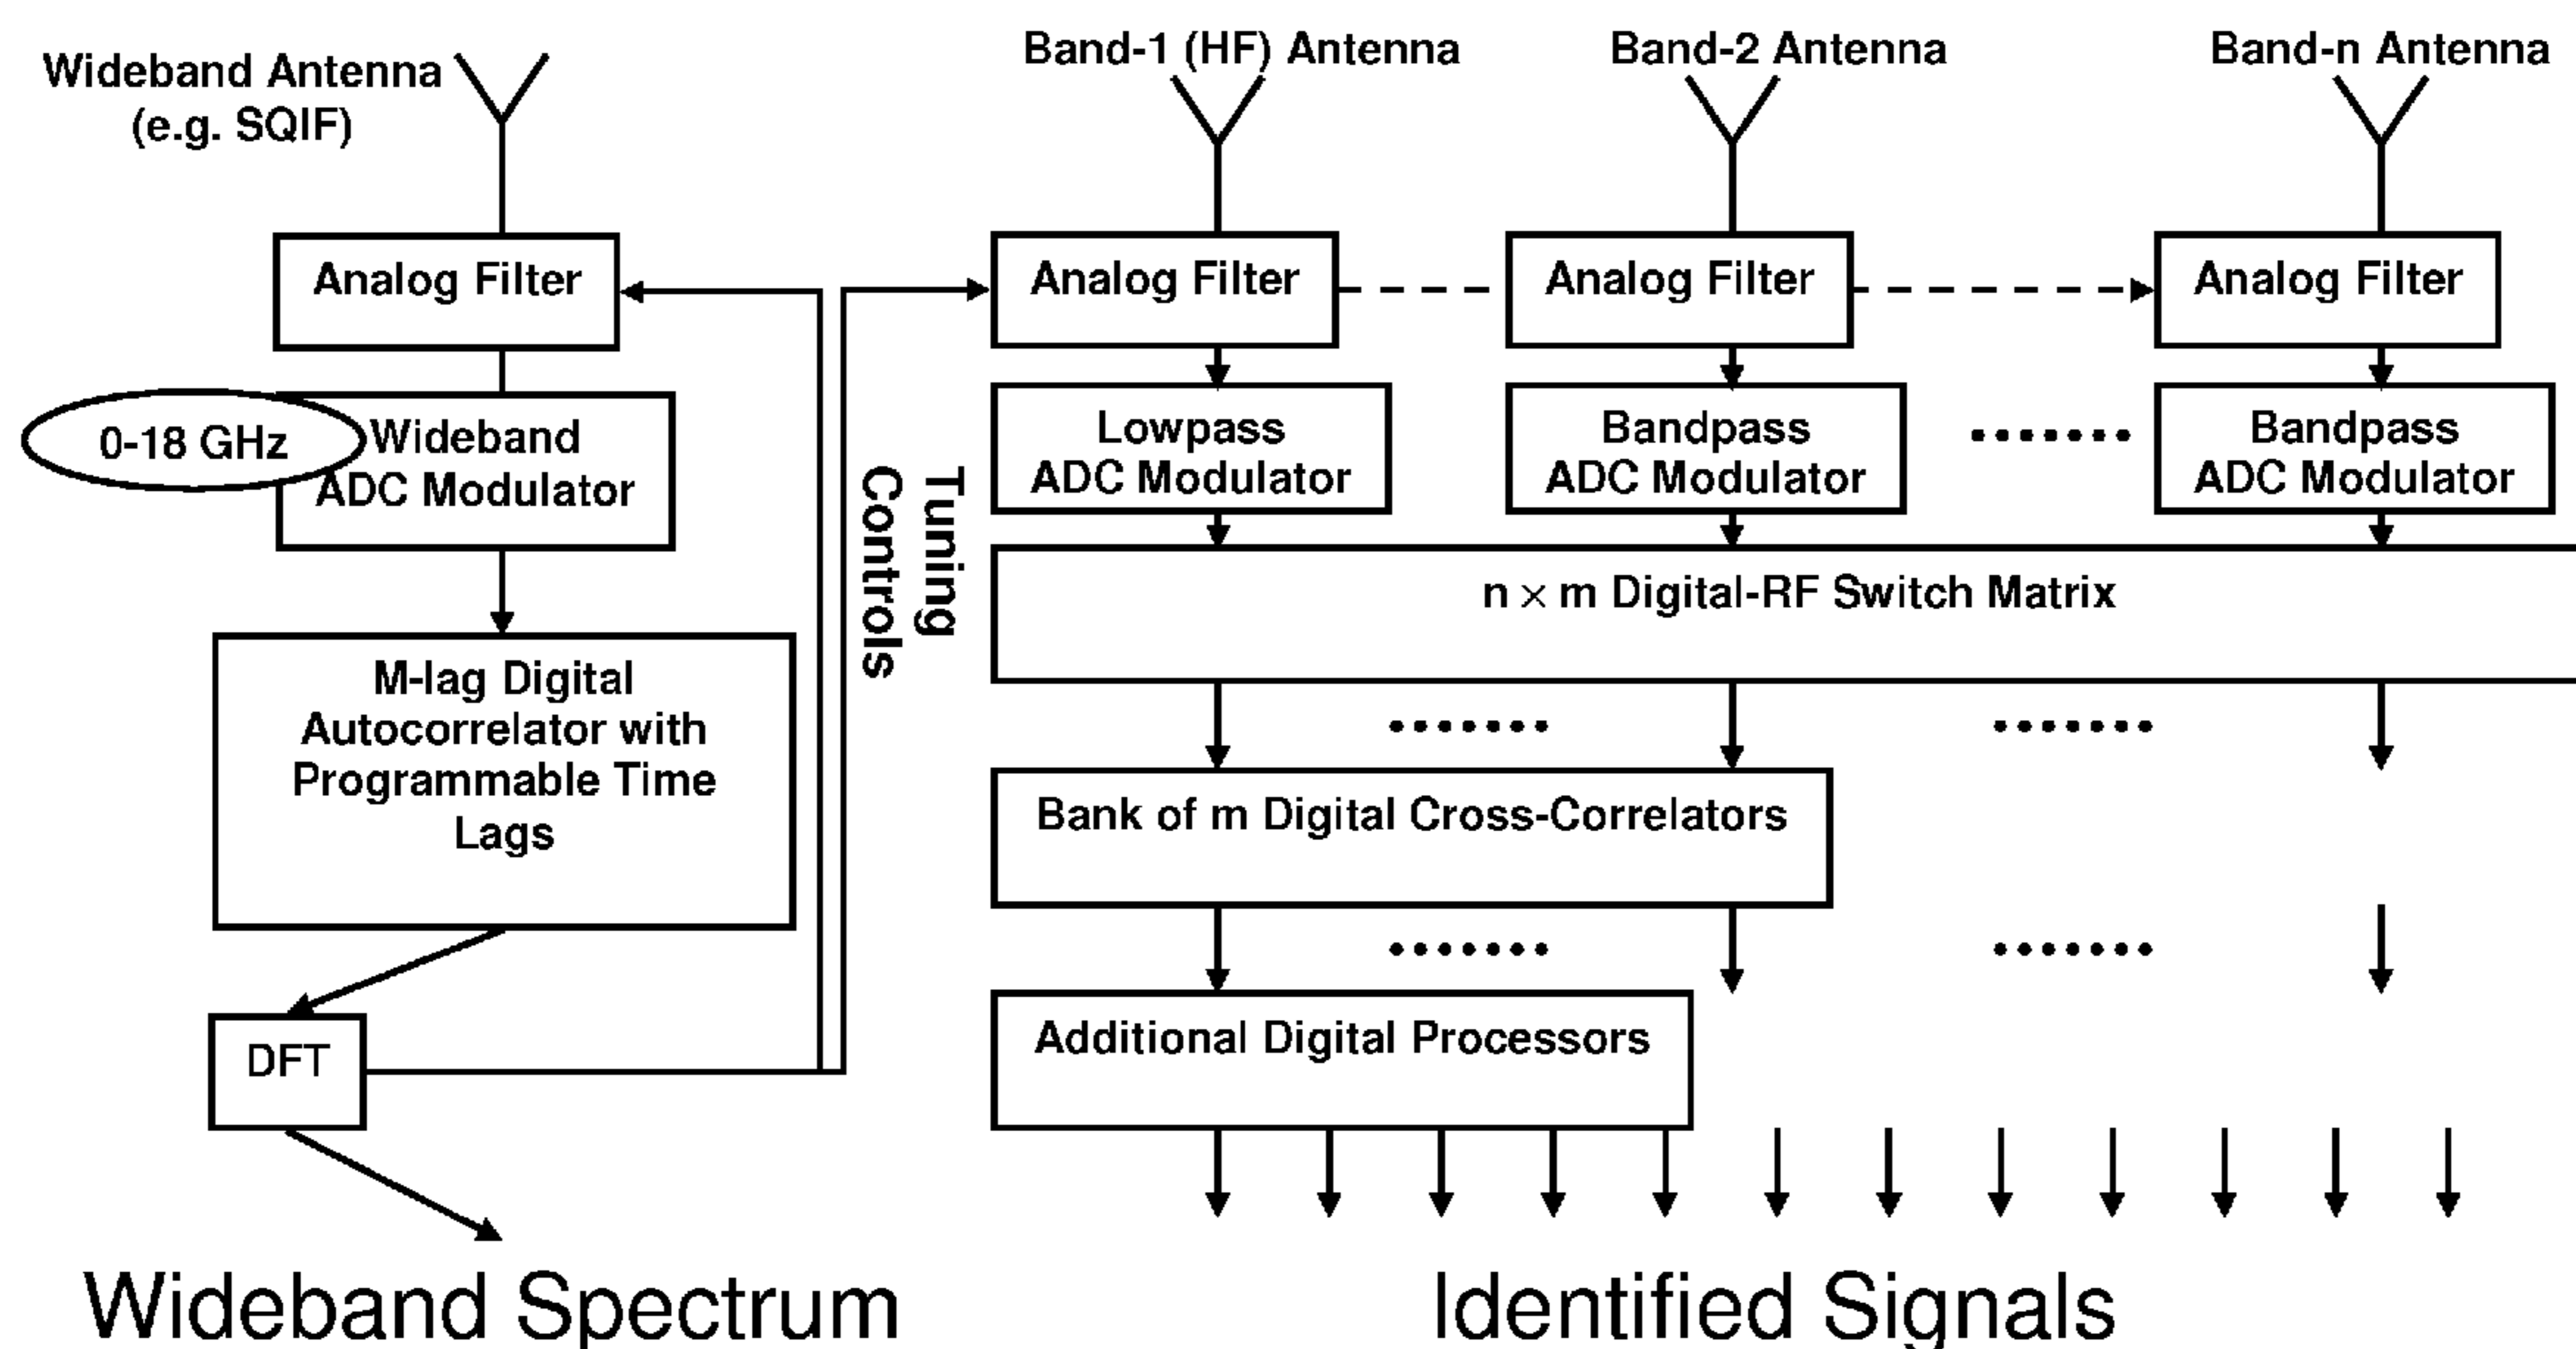 Wideband Antenna
(e.g. SQIF)
Band-1 (HF) Antenna
Band-2 Antenna
Band-n Antenna
Analog Filter
Analog Filter
Analog Filter
Analog Filter
0-18 GHz
Wideband
ADC Modulator
Tuning
Controls
Lowpass
ADC Modulator
Bandpass
ADC Modulator
Bandpass
ADC Modulator
n × m Digital-RF Switch Matrix
M-lag Digital
Autocorrelator with
Programmable Time
Lags
Bank of m Digital Cross-Correlators
DFT
Additional Digital Processors
Wideband Spectrum
Identified Signals